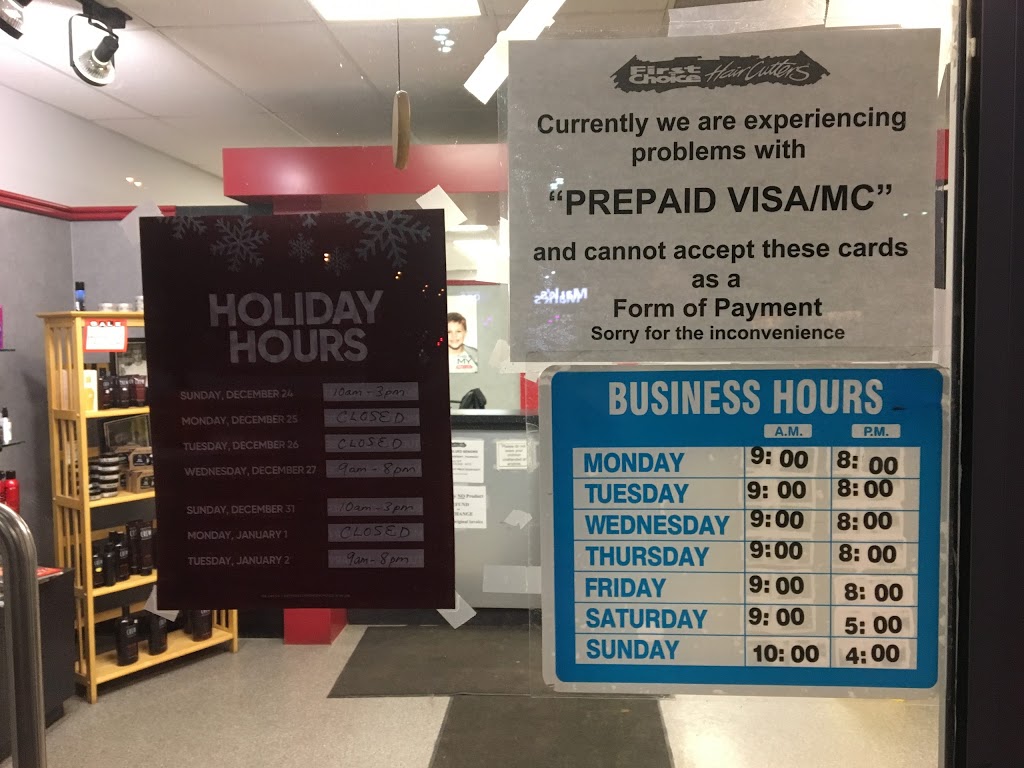 First Choice HairCutters
Currently we are experiencing
problems with
“PREPAID VISA/MC”
and cannot accept these cards
as a
Form of Payment
Sorry for the inconvenience
HOLIDAY
HOURS
SUNDAY, DECEMBER 24 10am - 3pm
MONDAY, DECEMBER 25 CLOSED
TUESDAY, DECEMBER 26 CLOSED
WEDNESDAY, DECEMBER 27 9am - 8pm
SUNDAY, DECEMBER 31 10am - 3pm
MONDAY, JANUARY 1 CLOSED
TUESDAY, JANUARY 2 9am - 8pm
BUSINESS HOURS
A.M. P.M.
MONDAY 9:00 8:00
TUESDAY 9:00 8:00
WEDNESDAY 9:00 8:00
THURSDAY 9:00 8:00
FRIDAY 9:00 8:00
SATURDAY 9:00 5:00
SUNDAY 10:00 4:00
SALE